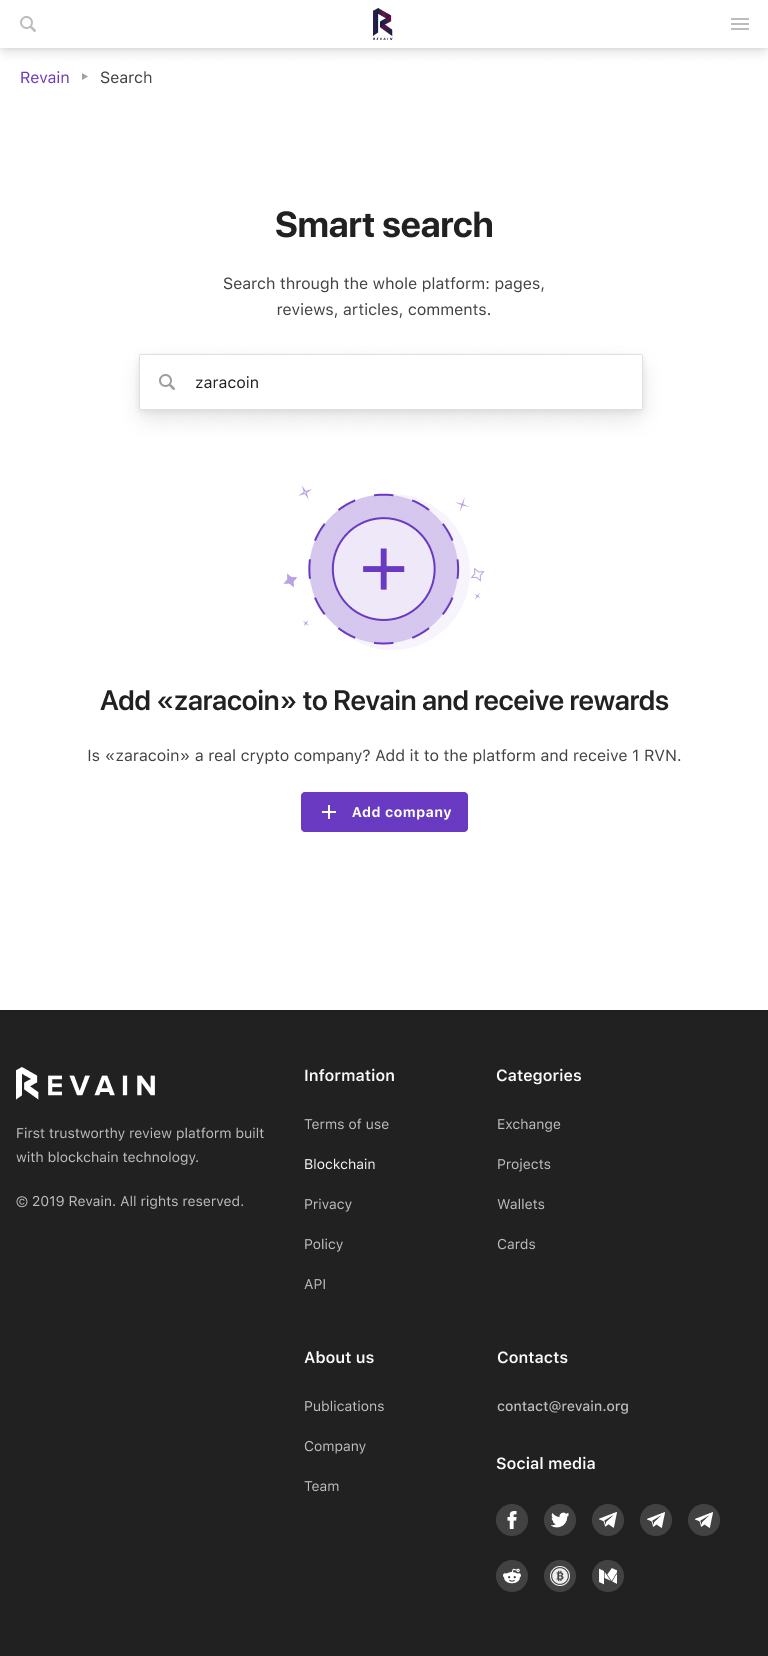 REVAIN
Revain
Search
Smart search
Search through the whole platform: pages,
reviews, articles, comments.
zaracoin
Add «zaracoin» to Revain and receive rewards
Is «zaracoin» a real crypto company? Add it to the platform and receive 1 RVN.
Add company
REVAIN
First trustworthy review platform built
with blockchain technology.
© 2019 Revain. All rights reserved.
Information
Terms of use
Blockchain
Privacy
Policy
API
Categories
Exchange
Projects
Wallets
Cards
About us
Publications
Company
Team
Contacts
contact@revain.org
Social media